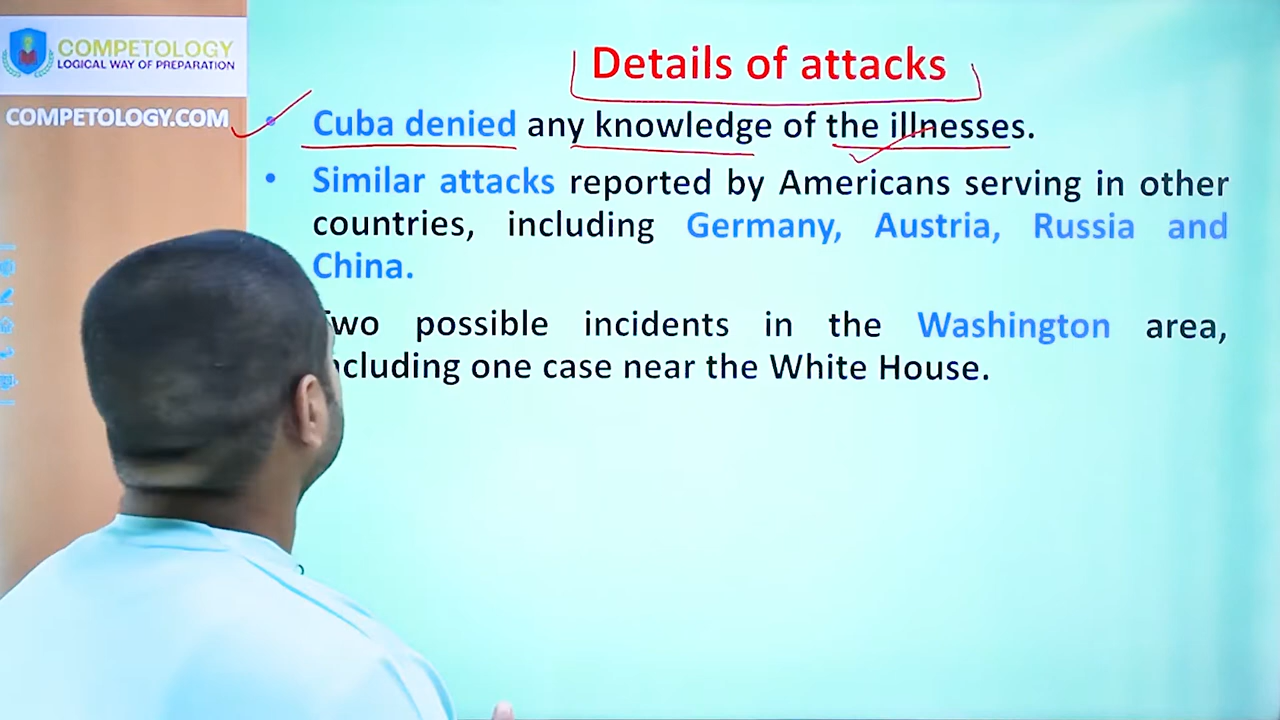 COMPETOLOGY
LOGICAL WAY OF PREPARATION
COMPETOLOGY.COM
Details of attacks
• Cuba denied any knowledge of the illnesses.
• Similar attacks reported by Americans serving in other
countries, including Germany, Austria, Russia and
China.
possible incidents in the Washington area,
one case near the White House.